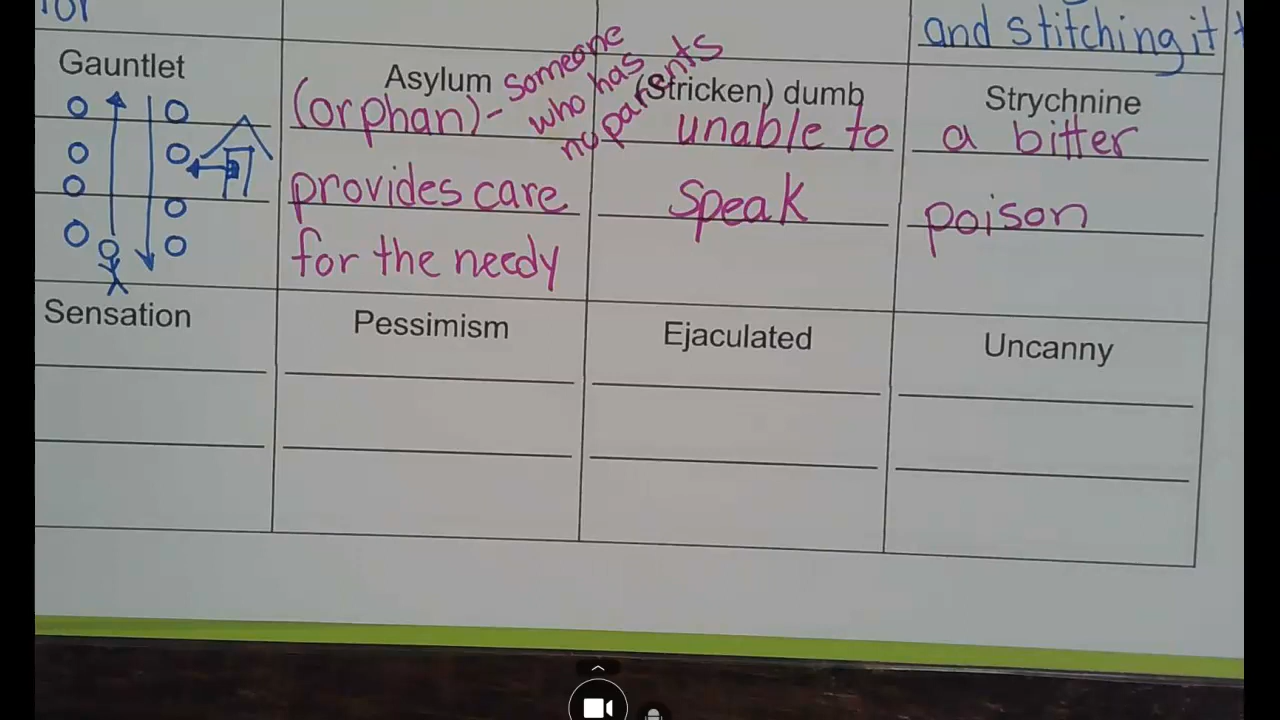 for
and stitching it
Gauntlet
Asylum
(orphan)- someone
who has
no parents
provides care
for the needy
(Stricken) dumb
unable to
speak
Strychnine
a bitter
poison
Sensation
Pessimism
Ejaculated
Uncanny